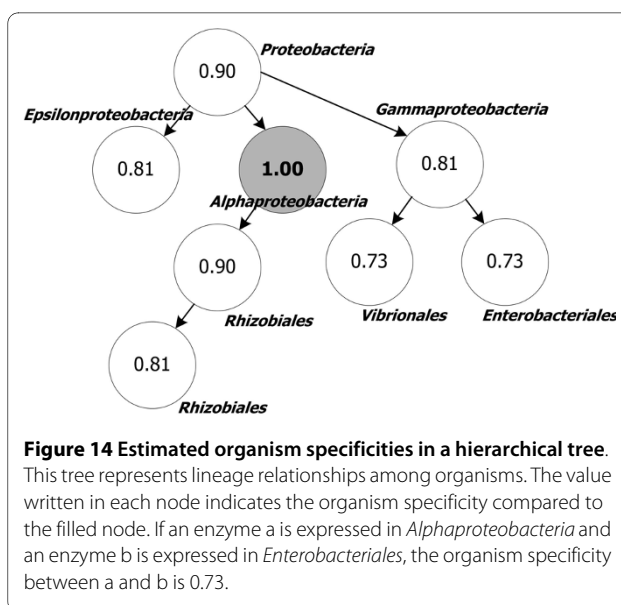 Proteobacteria
0.90
Epsilonproteobacteria
Gammaproteobacteria
0.81
1.00
0.81
Alphaproteobacteria
0.90
0.73
0.73
Rhizobiales
Vibrionales
Enterobacteriales
0.81
Rhizobiales
Figure 14 Estimated organism specificities in a hierarchical tree.
This tree represents lineage relationships among organisms. The value
written in each node indicates the organism specificity compared to
the filled node. If an enzyme a is expressed in Alphaproteobacteria and
an enzyme b is expressed in Enterobacteriales, the organism specificity
between a and b is 0.73.